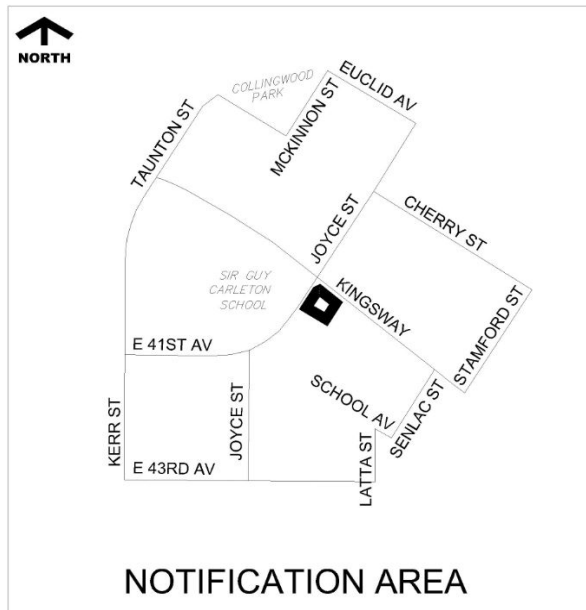 NORTH
COLLINGWOOD
PARK
EUCLID AV
MCKINNON ST
TAUNTON ST
JOYCE ST
CHERRY ST
SIR GUY
CARLETON
SCHOOL
KINGSWAY
STAMFORD ST
E 41ST AV
SCHOOL AV
SENLAC ST
KERR ST
JOYCE ST
LATTA ST
E 43RD AV
NOTIFICATION AREA